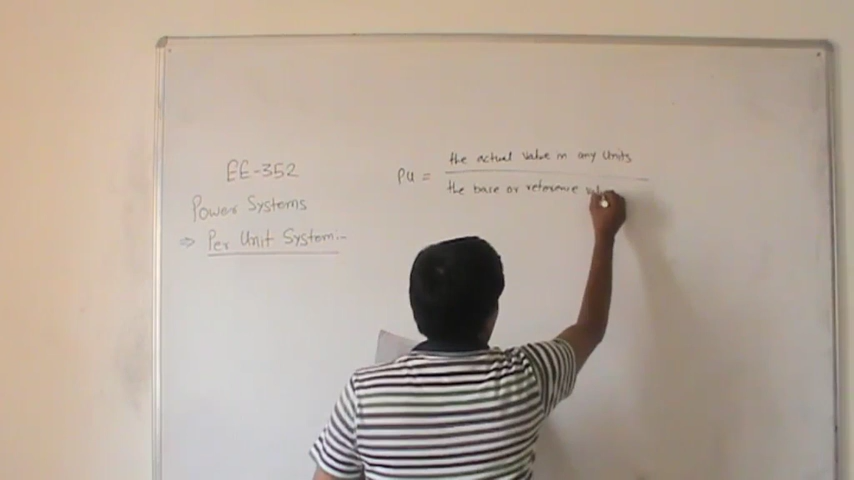 EE-352
Power Systems
⇒ Per Unit System:-
PU = the actual value in any units
the base or reference